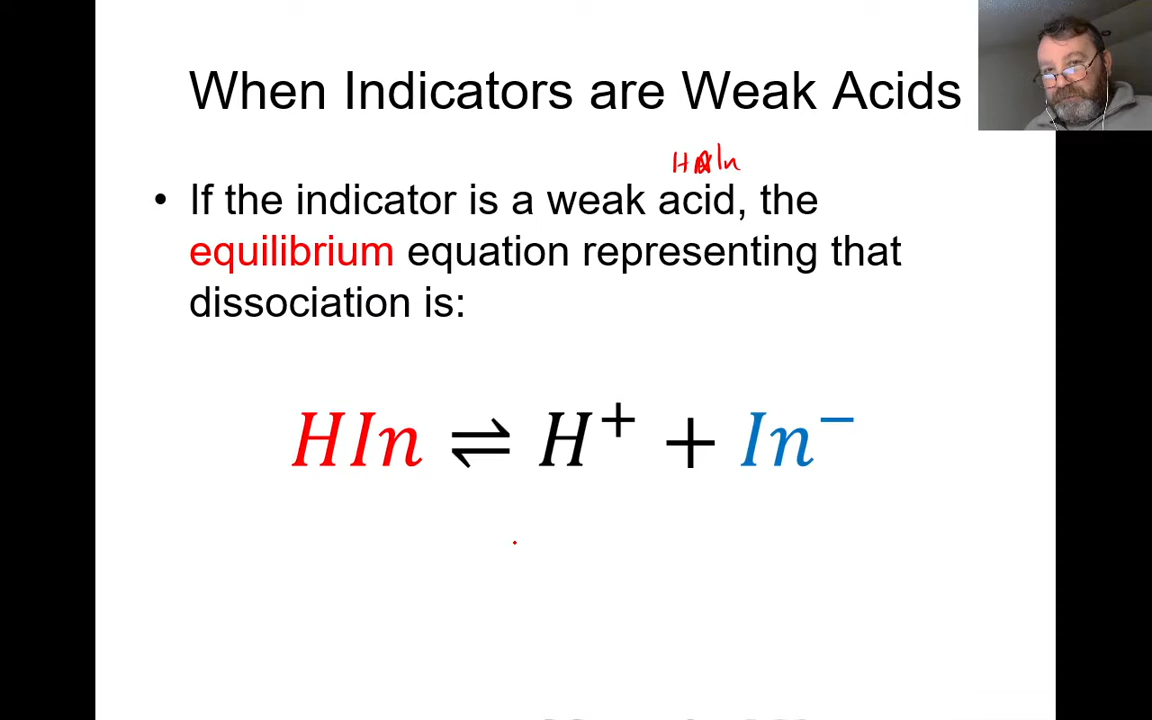 When Indicators are Weak Acids
HIn
• If the indicator is a weak acid, the
equilibrium equation representing that
dissociation is:
HIn ⇌ H⁺ + In⁻